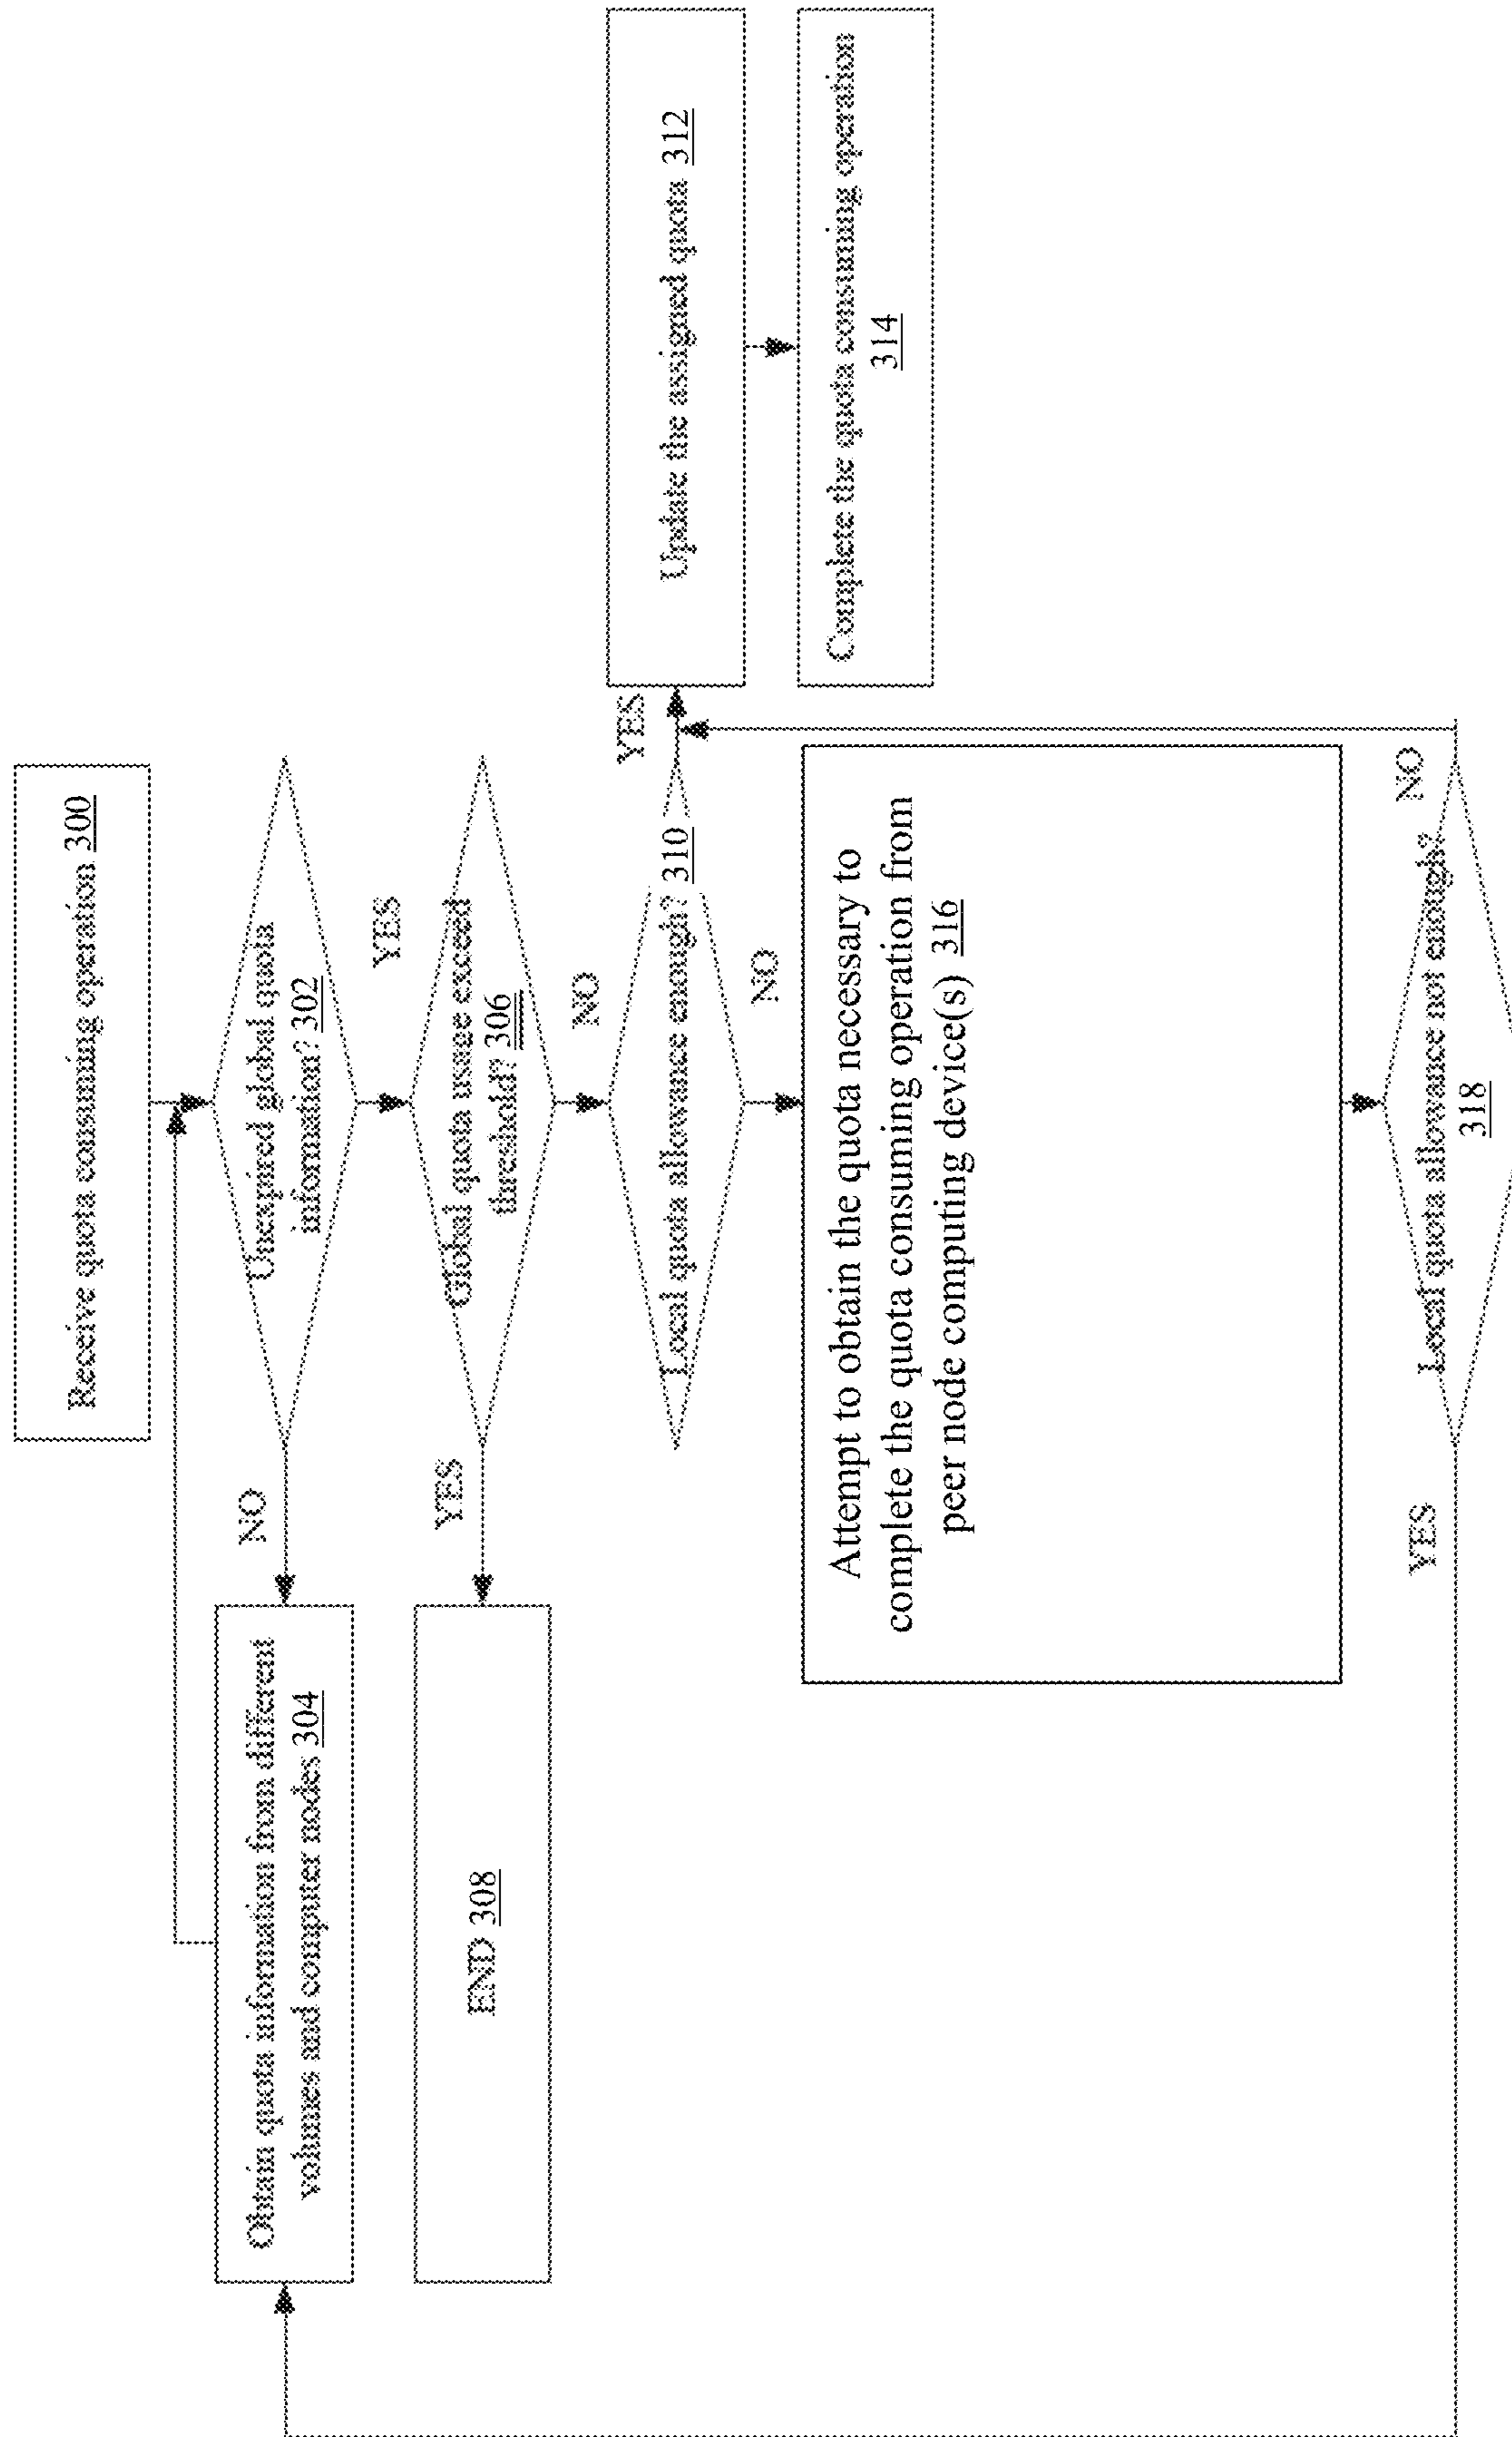 Receive quota consuming operation 300
Unexpired global quota
information? 302
NO
YES
Obtain quota information from different
volumes and computer nodes 304
Global quota usage exceed
threshold? 306
YES
NO
END 308
Local quota allowance enough? 310
YES
NO
Update the assigned quota 312
Complete the quota consuming operation
314
Attempt to obtain the quota necessary to
complete the quota consuming operation from
peer node computing device(s) 316
Local quota allowance not enough?
318
YES
NO